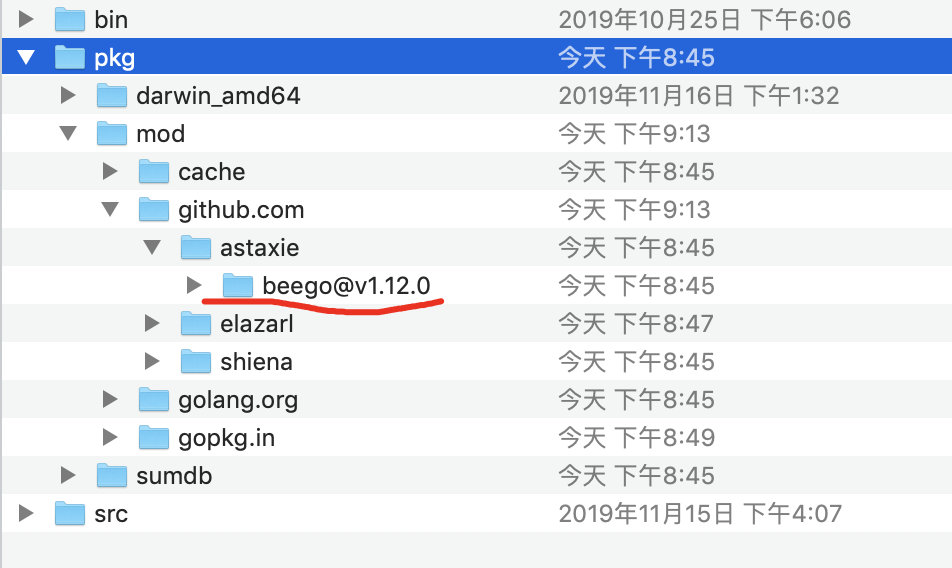 bin 2019年10月25日 下午6:06
pkg 今天 下午8:45
darwin_amd64 2019年11月16日 下午1:32
mod 今天 下午9:13
cache 今天 下午8:45
github.com 今天 下午9:13
astaxie 今天 下午8:45
beego@v1.12.0 今天 下午8:45
elazarl 今天 下午8:47
shiena 今天 下午8:45
golang.org 今天 下午8:45
gopkg.in 今天 下午8:49
sumdb 今天 下午8:45
src 2019年11月15日 下午4:07